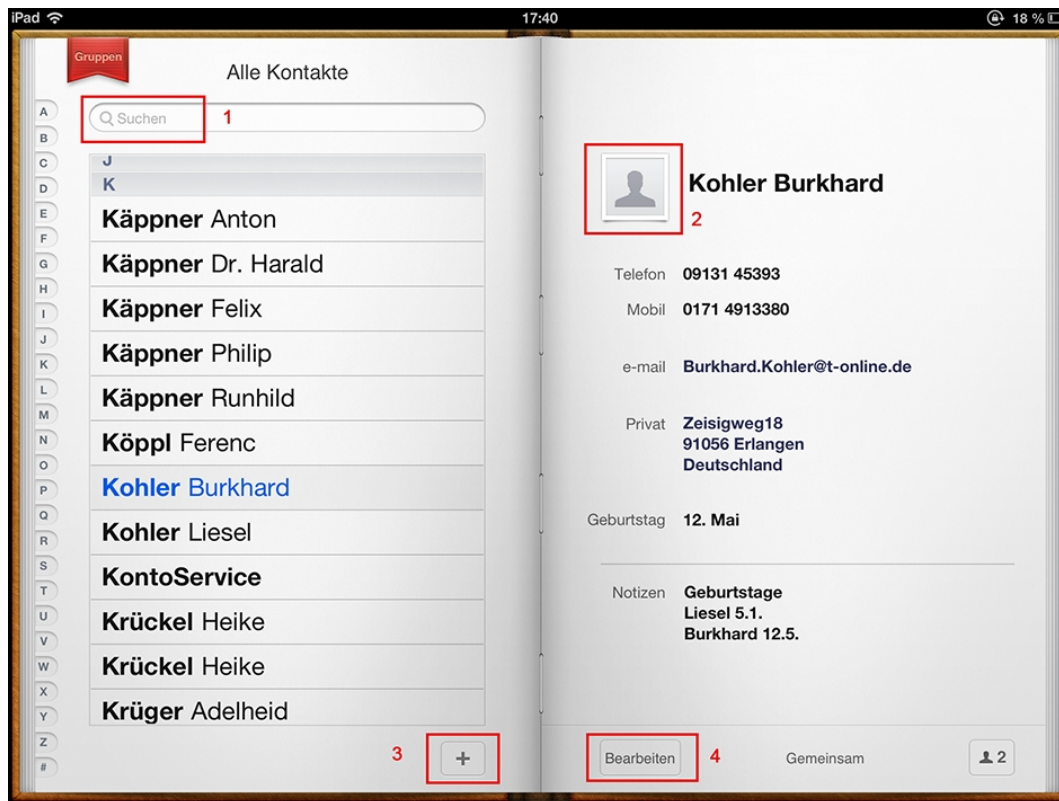 iPad
17:40
18 %
Gruppen
Alle Kontakte
Suchen
1
A
B
C
D
E
F
G
H
I
J
K
L
M
N
O
P
Q
R
S
T
U
V
W
X
Y
Z
#
J
K
Käppner Anton
Käppner Dr. Harald
Käppner Felix
Käppner Philip
Käppner Runhild
Köppl Ferenc
Kohler Burkhard
Kohler Liesel
KontoService
Krückel Heike
Krückel Heike
Krüger Adelheid
3
+
Kohler Burkhard
2
Telefon 09131 45393
Mobil 0171 4913380
e-mail Burkhard.Kohler@t-online.de
Privat Zeisigweg18
91056 Erlangen
Deutschland
Geburtstag 12. Mai
Notizen Geburtstage
Liesel 5.1.
Burkhard 12.5.
Bearbeiten
4
Gemeinsam
2